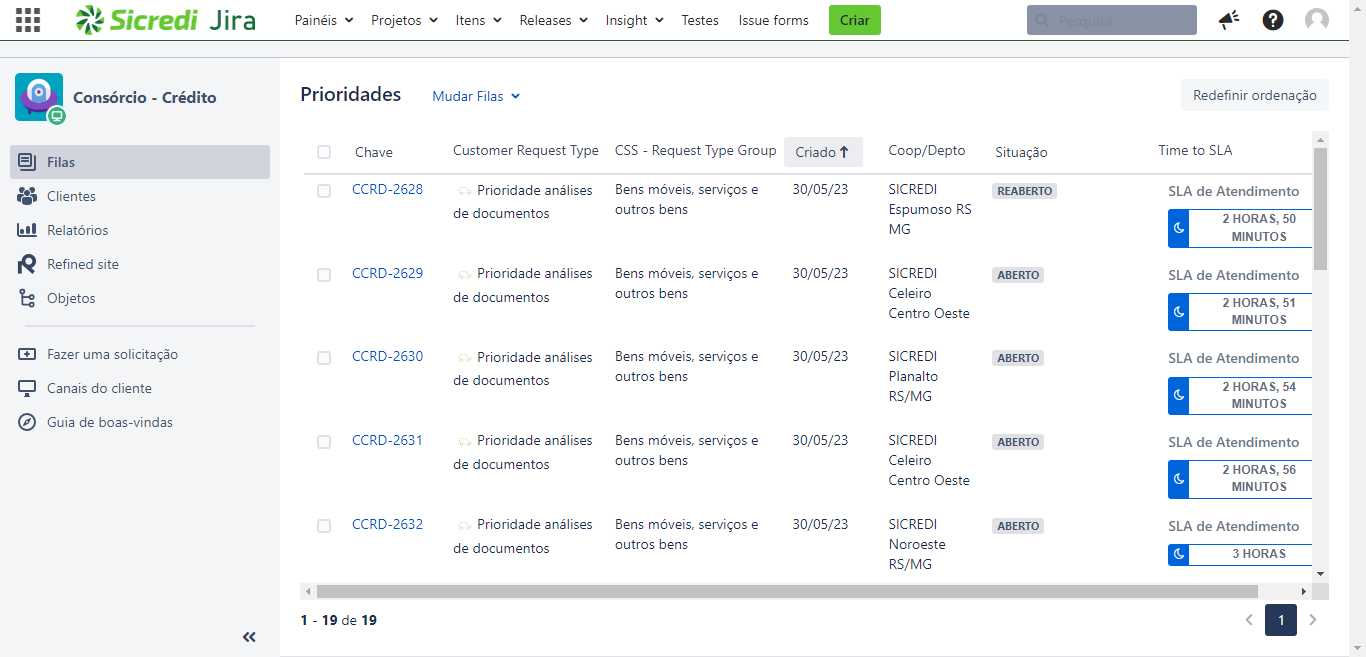 Sicredi Jira Painéis Projetos Itens Releases Insight Testes Issue forms Criar Pesquisa
Consórcio - Crédito
Filas
Clientes
Relatórios
Refined site
Objetos
Fazer uma solicitação
Canais do cliente
Guia de boas-vindas
Prioridades Mudar Filas Redefinir ordenação
Chave Customer Request Type CSS - Request Type Group Criado Coop/Depto Situação Time to SLA
CCRD-2628 Prioridade análises Bens móveis, serviços e 30/05/23 SICREDI REABERTO SLA de Atendimento
de documentos outros bens Espumoso RS 2 HORAS, 50
MG MINUTOS
CCRD-2629 Prioridade análises Bens móveis, serviços e 30/05/23 SICREDI ABERTO SLA de Atendimento
de documentos outros bens Celeiro 2 HORAS, 51
Centro Oeste MINUTOS
CCRD-2630 Prioridade análises Bens móveis, serviços e 30/05/23 SICREDI ABERTO SLA de Atendimento
de documentos outros bens Planalto 2 HORAS, 54
RS/MG MINUTOS
CCRD-2631 Prioridade análises Bens móveis, serviços e 30/05/23 SICREDI ABERTO SLA de Atendimento
de documentos outros bens Celeiro 2 HORAS, 56
Centro Oeste MINUTOS
CCRD-2632 Prioridade análises Bens móveis, serviços e 30/05/23 SICREDI ABERTO SLA de Atendimento
de documentos outros bens Noroeste 3 HORAS
RS/MG
1 - 19 de 19 1